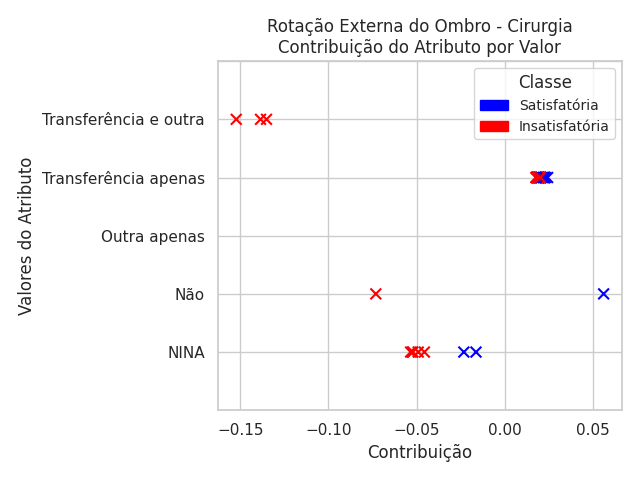 Rotação Externa do Ombro - Cirurgia
Contribuição do Atributo por Valor
Classe
Satisfatória
Insatisfatória
Valores do Atributo
Transferência e outra
Transferência apenas
Outra apenas
Não
NINA
−0.15
−0.10
−0.05
0.00
0.05
Contribuição